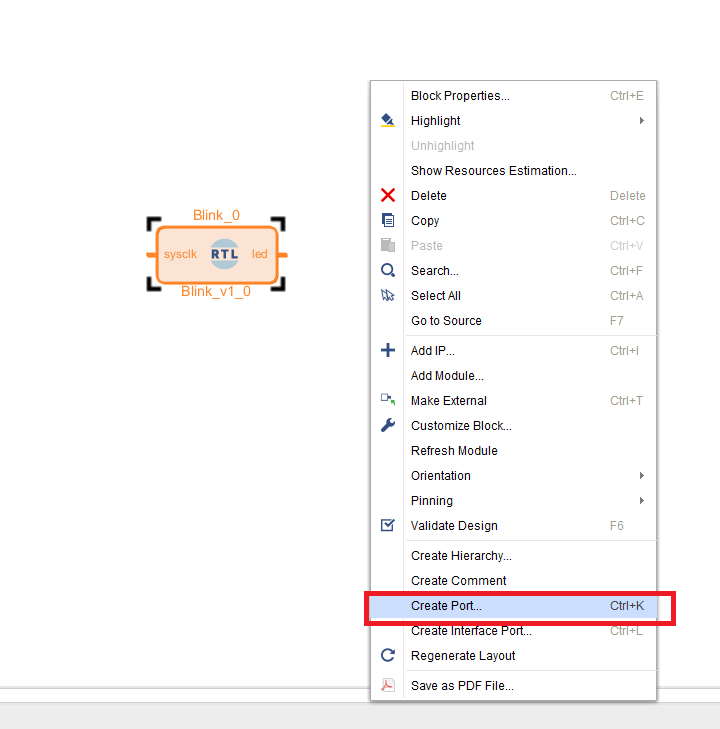 Blink_0
sysclk RTL led
Blink_v1_0
Block Properties... Ctrl+E
Highlight
Unhighlight
Show Resources Estimation...
Delete Delete
Copy Ctrl+C
Paste Ctrl+V
Search... Ctrl+F
Select All Ctrl+A
Go to Source F7
Add IP... Ctrl+I
Add Module...
Make External Ctrl+T
Customize Block...
Refresh Module
Orientation
Pinning
Validate Design F6
Create Hierarchy...
Create Comment
Create Port... Ctrl+K
Create Interface Port... Ctrl+L
Regenerate Layout
Save as PDF File...